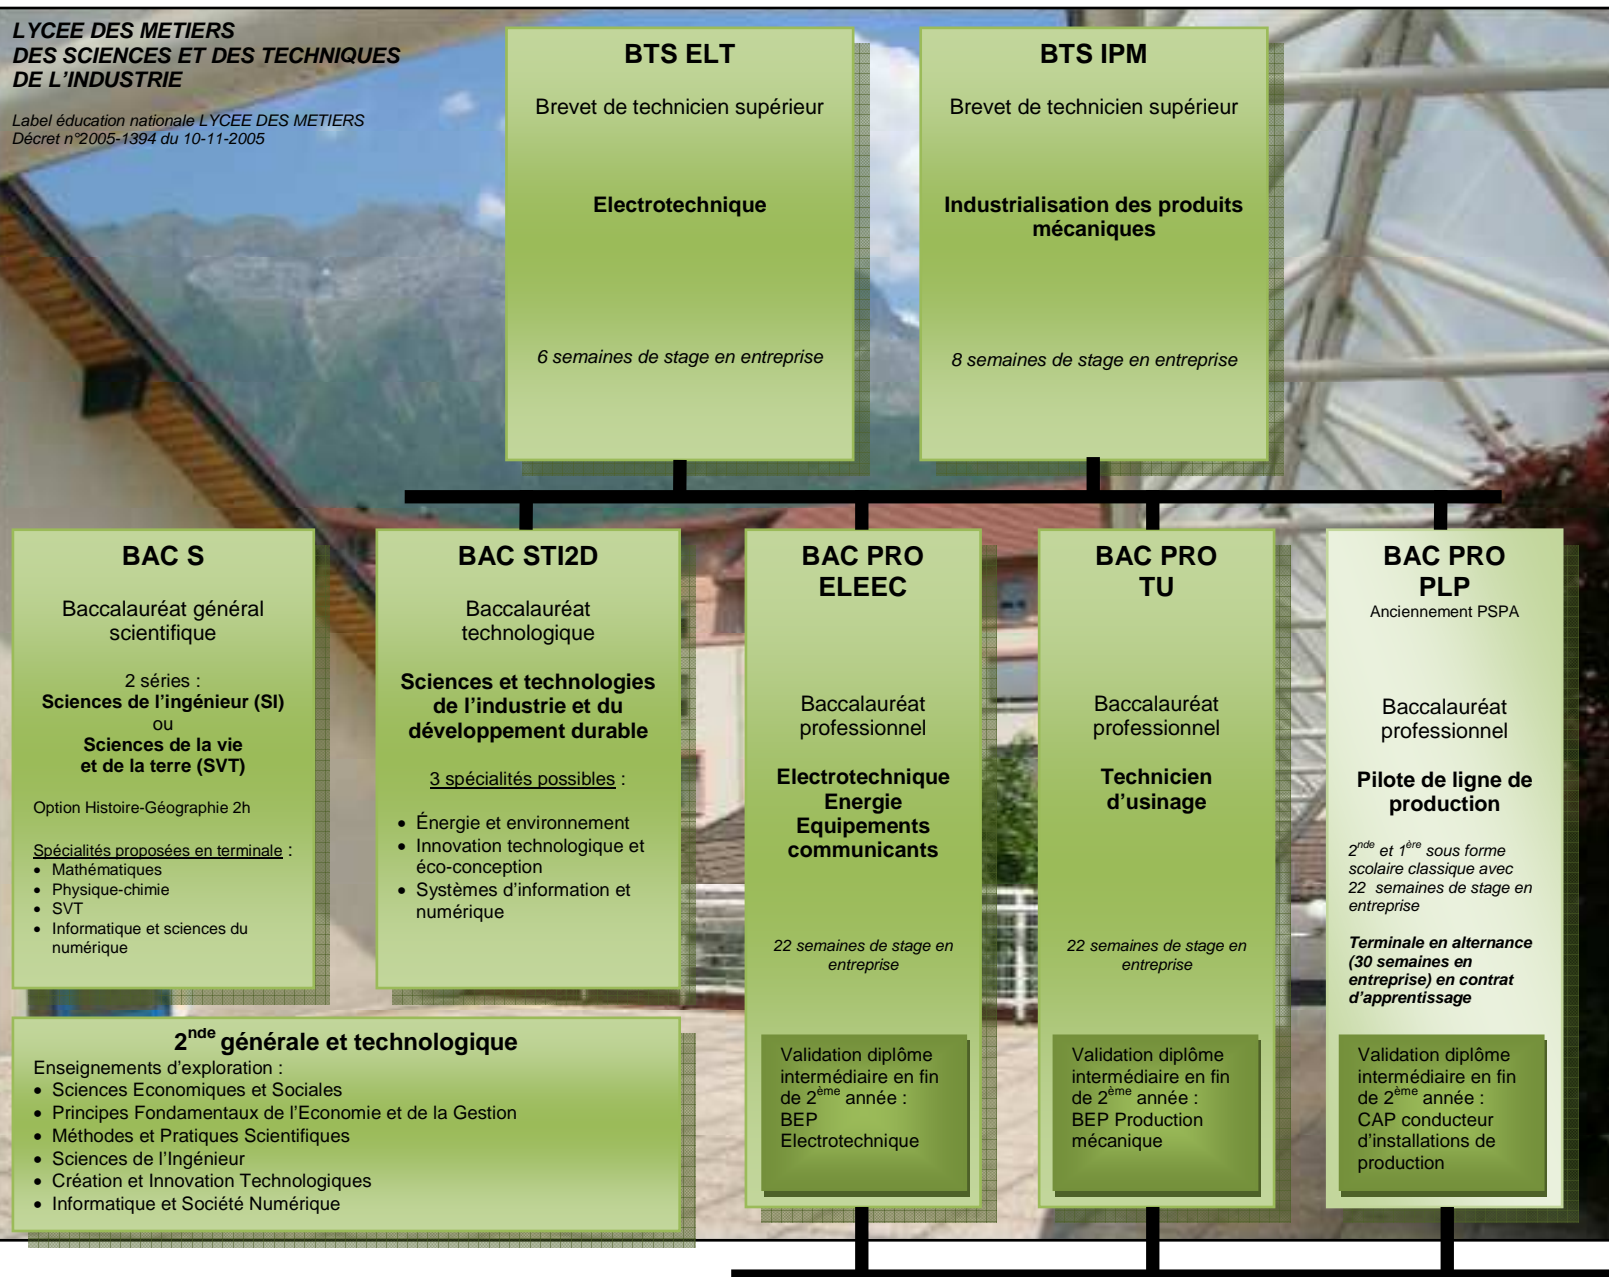 LYCEE DES METIERS
DES SCIENCES ET DES TECHNIQUES
DE L'INDUSTRIE
Label éducation nationale LYCEE DES METIERS
Décret n°2005-1394 du 10-11-2005
BTS ELT
Brevet de technicien supérieur
Electrotechnique
6 semaines de stage en entreprise
BTS IPM
Brevet de technicien supérieur
Industrialisation des produits
mécaniques
8 semaines de stage en entreprise
BAC S
Baccalauréat général
scientifique
2 séries :
Sciences de l'ingénieur (SI)
ou
Sciences de la vie
et de la terre (SVT)
Option Histoire-Géographie 2h
Spécialités proposées en terminale :
• Mathématiques
• Physique-chimie
• SVT
• Informatique et sciences du
numérique
BAC STI2D
Baccalauréat
technologique
Sciences et technologies
de l'industrie et du
développement durable
3 spécialités possibles :
• Énergie et environnement
• Innovation technologique et
éco-conception
• Systèmes d'information et
numérique
BAC PRO
ELEEC
Baccalauréat
professionnel
Electrotechnique
Energie
Equipements
communicants
22 semaines de stage en
entreprise
Validation diplôme
intermédiaire en fin
de 2ème année :
BEP
Electrotechnique
BAC PRO
TU
Baccalauréat
professionnel
Technicien
d'usinage
22 semaines de stage en
entreprise
Validation diplôme
intermédiaire en fin
de 2ème année :
BEP Production
mécanique
BAC PRO
PLP
Anciennement PSPA
Baccalauréat
professionnel
Pilote de ligne de
production
2nde et 1ère sous forme
scolaire classique avec
22 semaines de stage en
entreprise
Terminale en alternance
(30 semaines en
entreprise) en contrat
d'apprentissage
Validation diplôme
intermédiaire en fin
de 2ème année :
CAP conducteur
d'installations de
production
2nde générale et technologique
Enseignements d'exploration :
• Sciences Economiques et Sociales
• Principes Fondamentaux de l'Economie et de la Gestion
• Méthodes et Pratiques Scientifiques
• Sciences de l'Ingénieur
• Création et Innovation Technologiques
• Informatique et Société Numérique